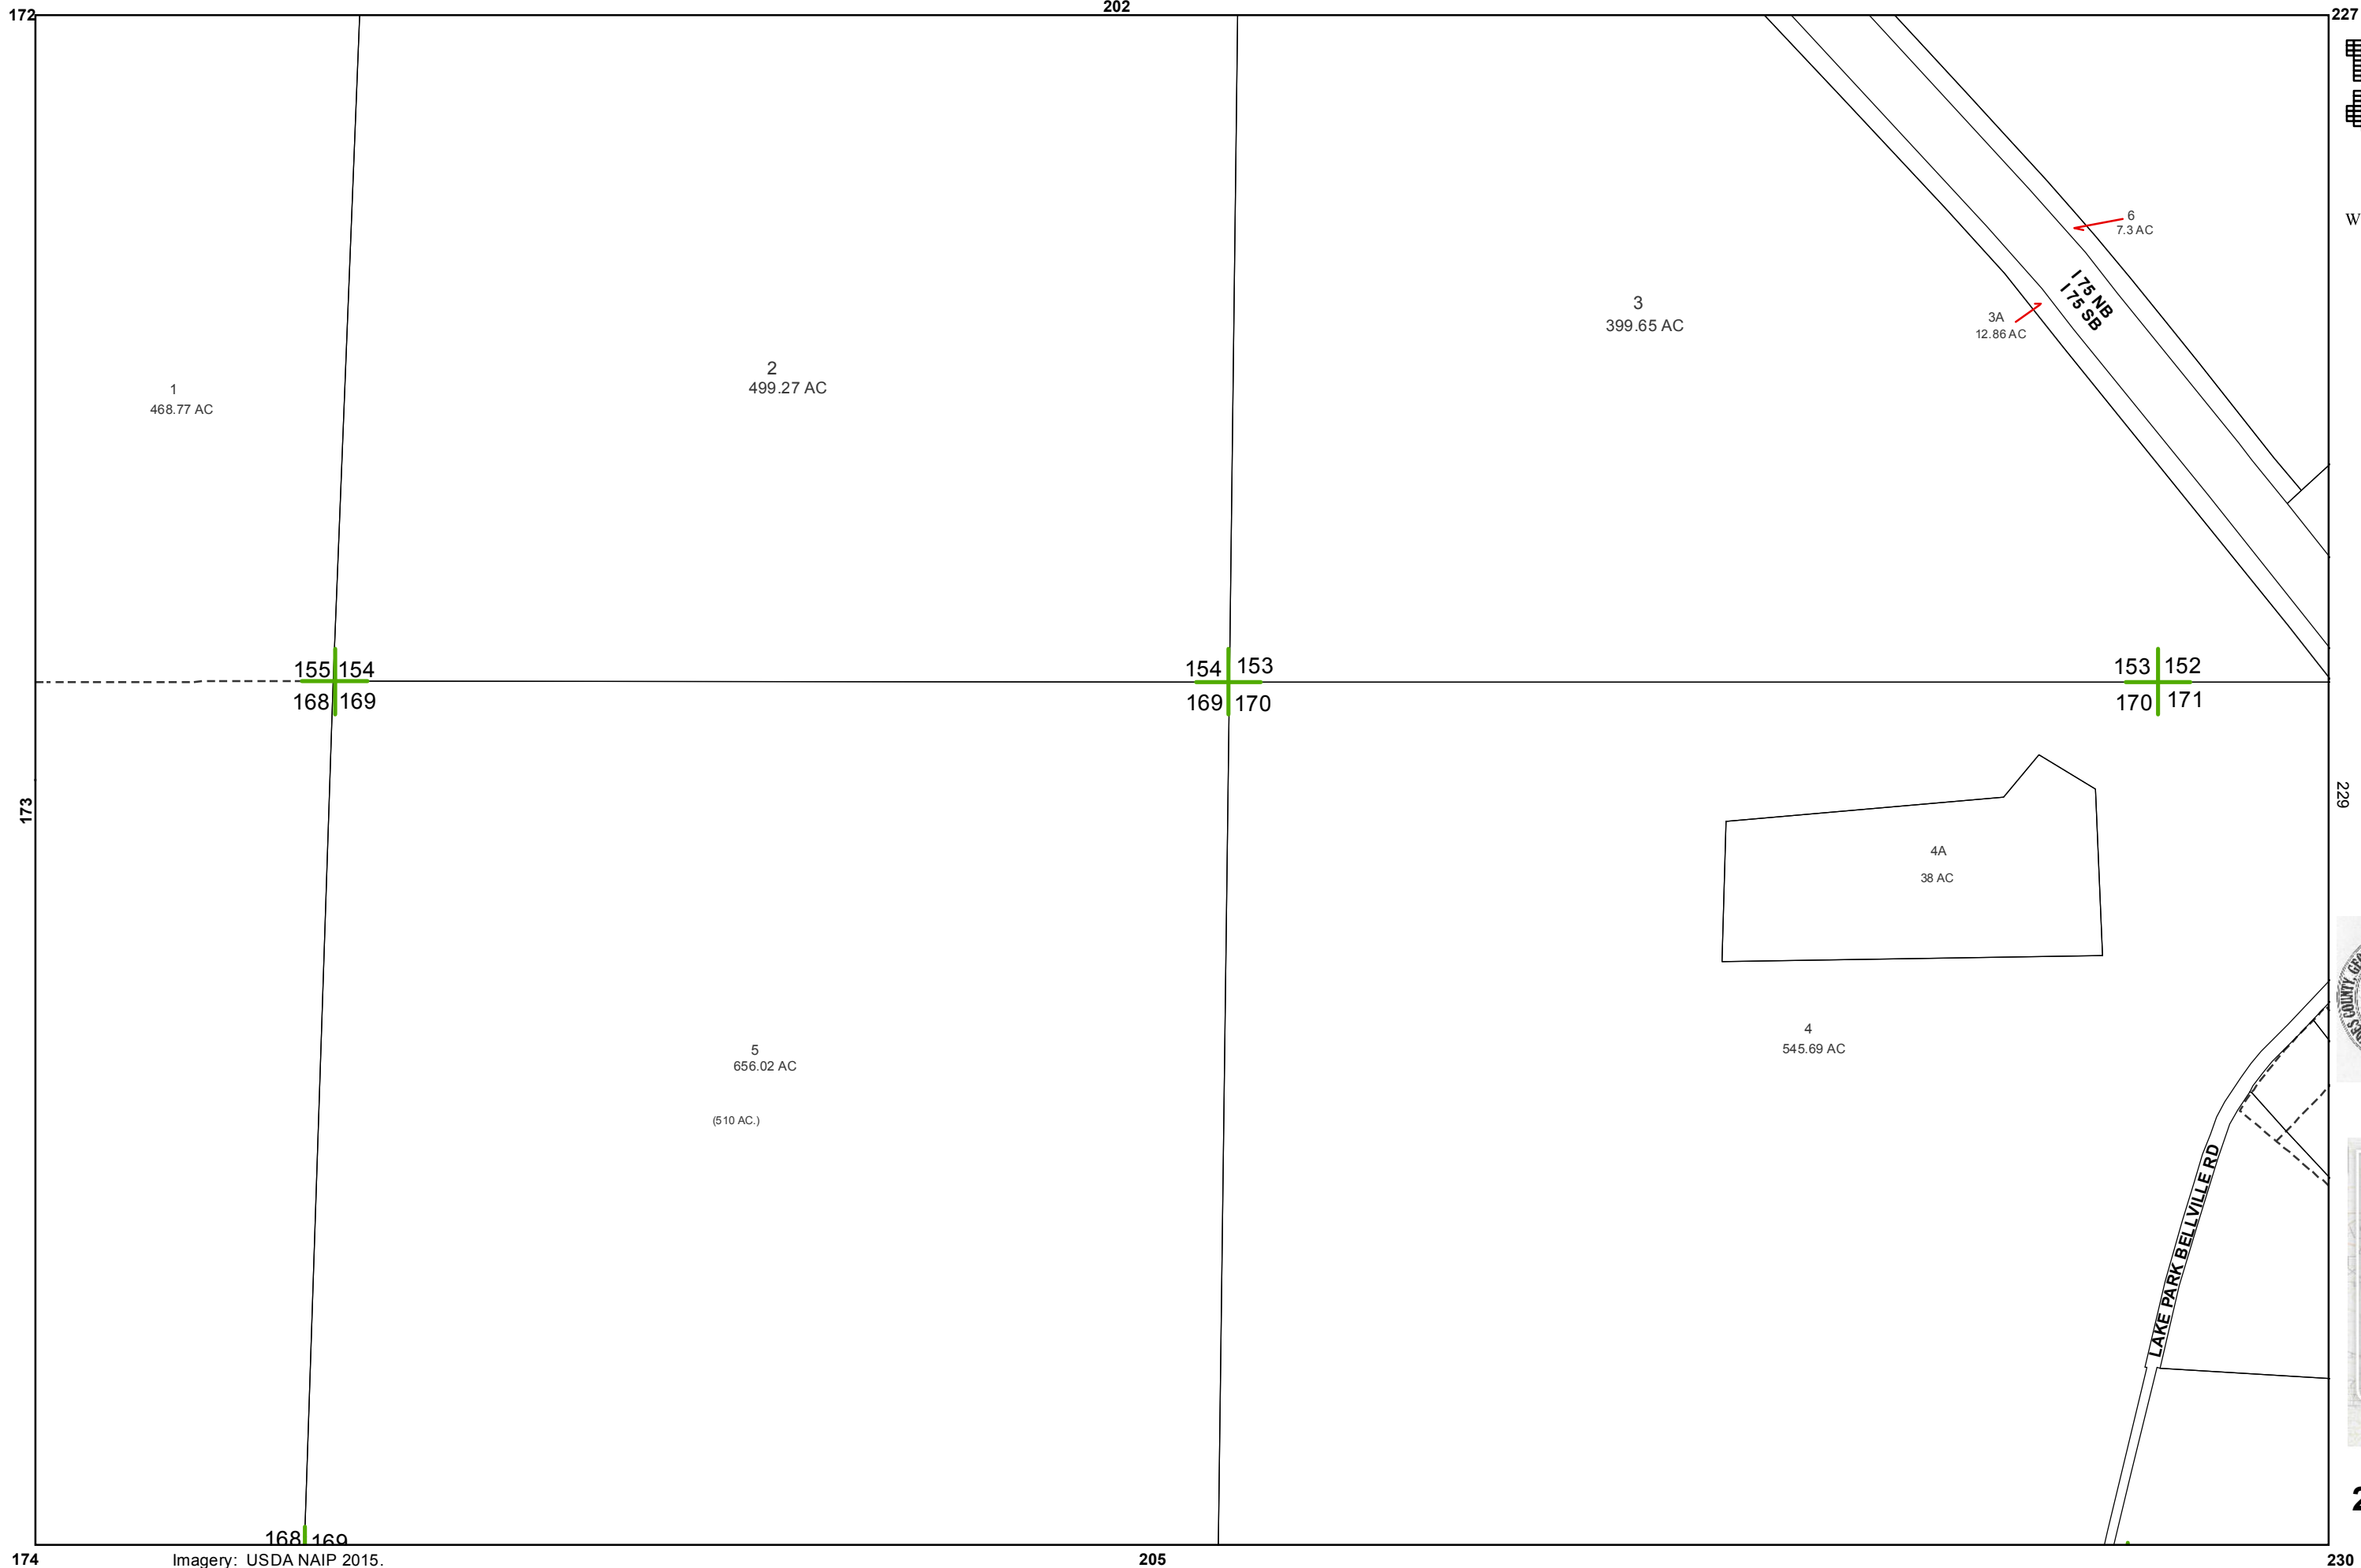 172
202
227
W
6
7.3 AC
I 75 NB
I 75 SB
3
399.65 AC
3A
12.86 AC
2
499.27 AC
1
468.77 AC
155 154
154 153
153 152
168 169
169 170
170 171
173
229
4A
38 AC
4
545.69 AC
5
656.02 AC
(510 AC.)
LAKE PARK BELLVILLE RD
2
168 169
174
Imagery: USDA NAIP 2015.
205
230